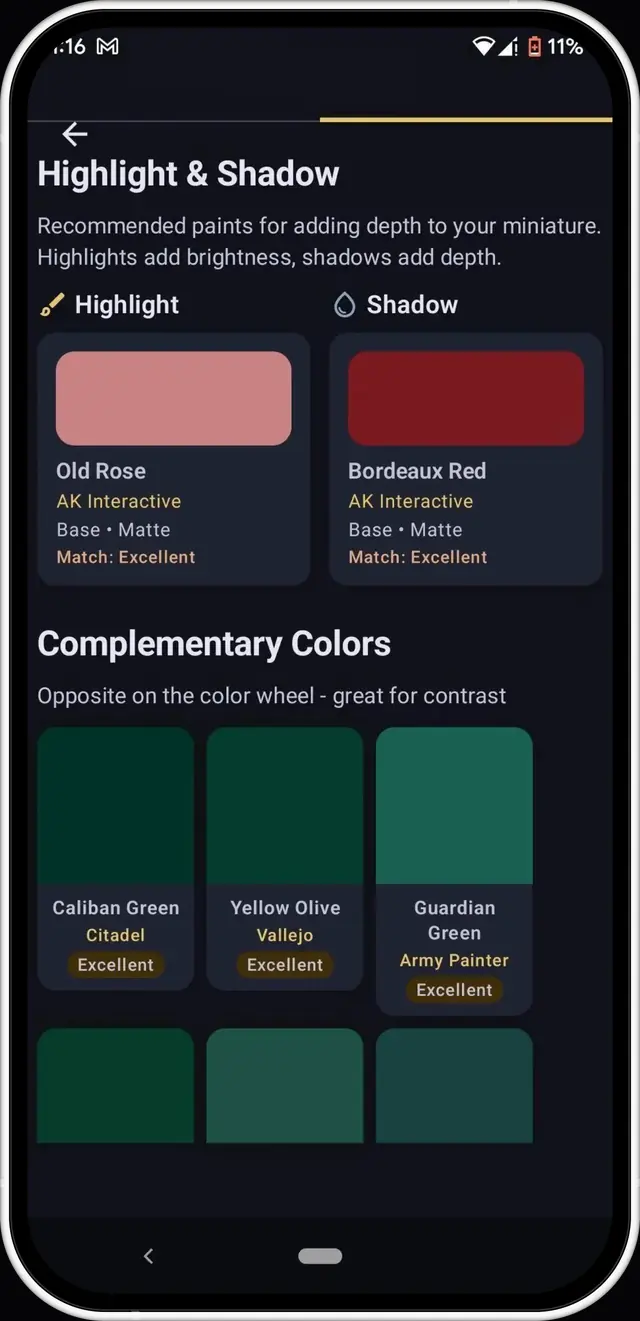 :16 11%
Highlight & Shadow
Recommended paints for adding depth to your miniature.
Highlights add brightness, shadows add depth.
Highlight
Shadow
Old Rose
AK Interactive
Base • Matte
Match: Excellent
Bordeaux Red
AK Interactive
Base • Matte
Match: Excellent
Complementary Colors
Opposite on the color wheel - great for contrast
Caliban Green
Citadel
Excellent
Yellow Olive
Vallejo
Excellent
Guardian
Green
Army Painter
Excellent